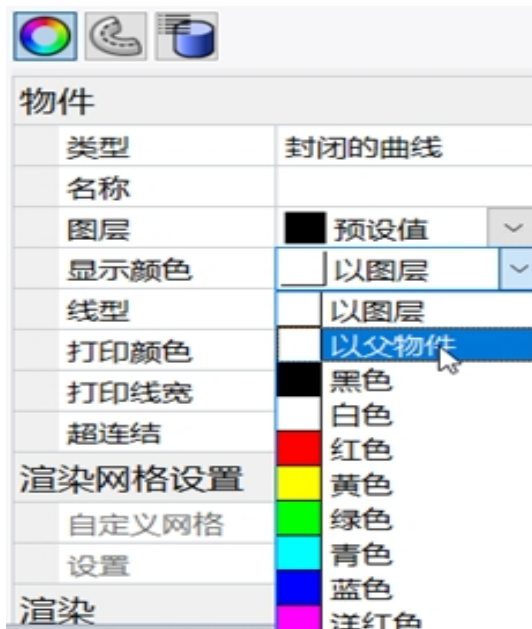 物件
类型 封闭的曲线
名称
图层 预设值
显示颜色 以图层
线型 以图层
打印颜色 以父物件
打印线宽 黑色
超连结 白色
红色
渲染网格设置 黄色
自定义网格 绿色
设置 青色
蓝色
渲染 洋红色